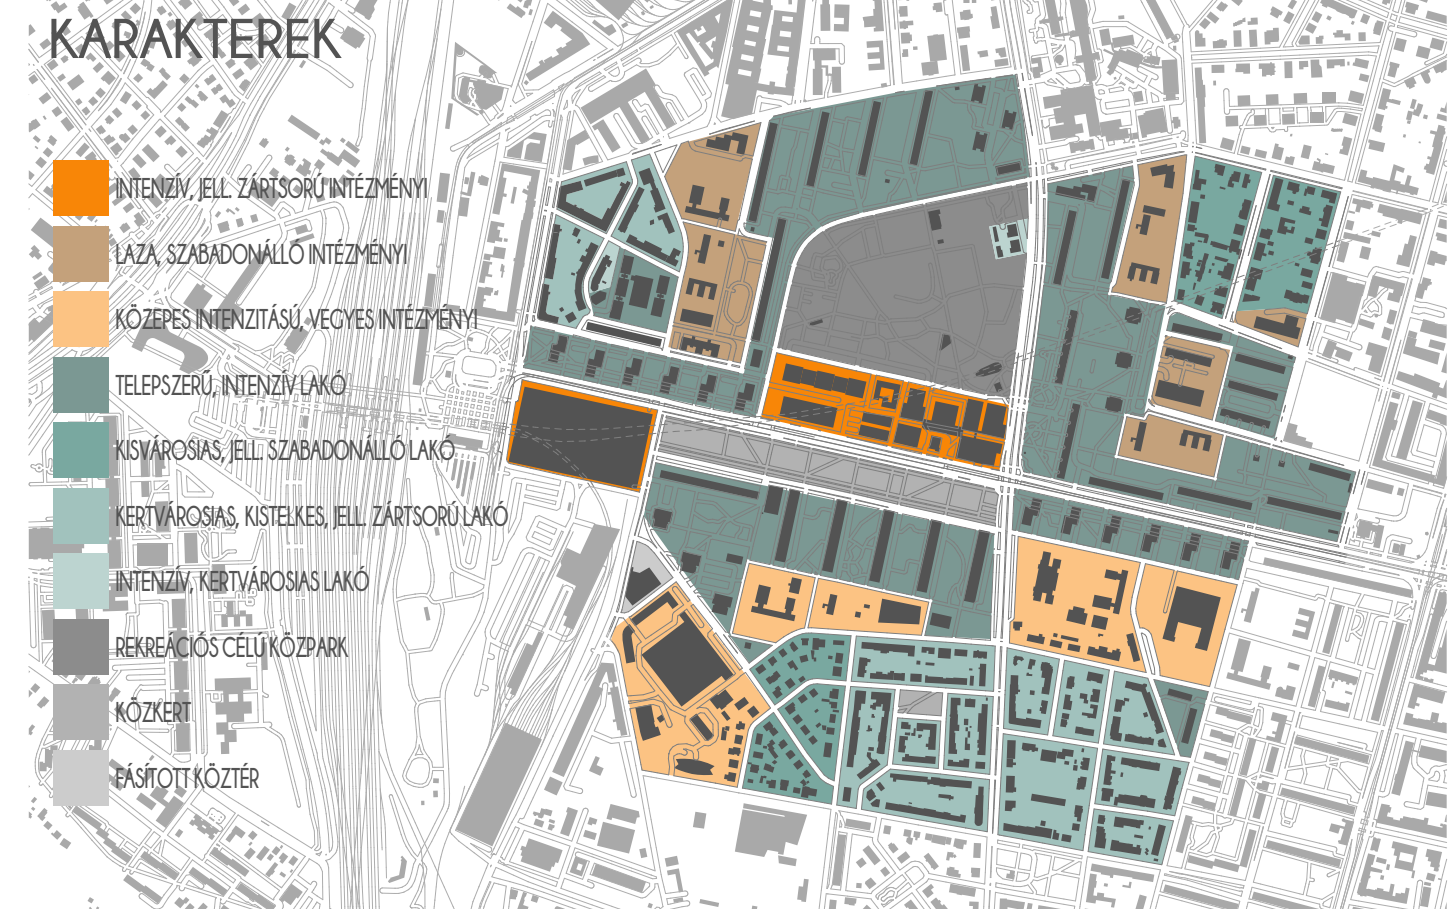 KARAKTEREK
INTENZÍV, JELL. ZÁRTSORÚ INTÉZMÉNYI
LAZA, SZABADONÁLLÓ INTÉZMÉNYI
KÖZEPES INTENZITÁSÚ, VEGYES INTÉZMÉNYI
TELEPSZERŰ, INTENZÍV LAKÓ
KISVÁROSIAS, JELL. SZABADONÁLLÓ LAKÓ
KERTVÁROSIAS, KISTELKES, JELL. ZÁRTSORÚ LAKÓ
INTENZÍV, KERTVÁROSIAS LAKÓ
REKREÁCIÓS CÉLÚ KÖZPARK
KÖZKERT
FÁSÍTOTT KÖZTÉR